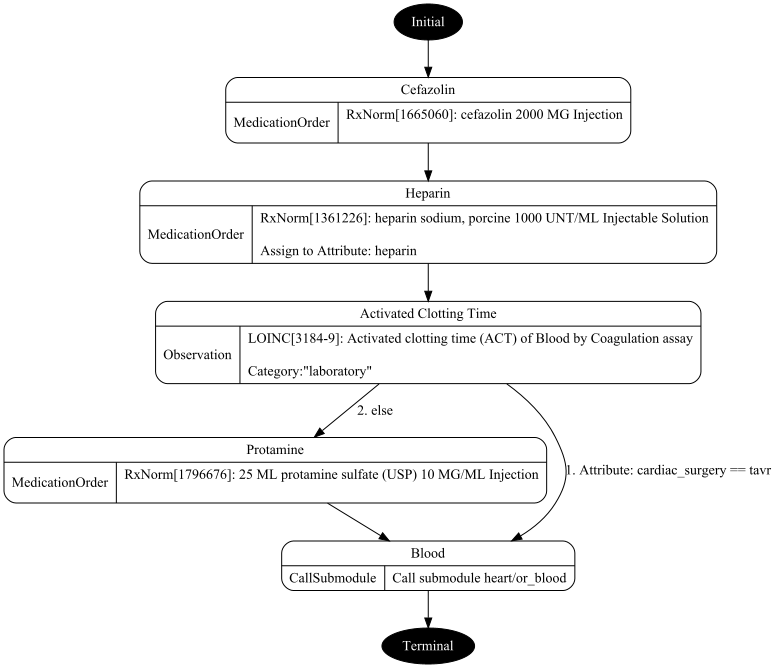 Initial
Cefazolin
MedicationOrder
RxNorm[1665060]: cefazolin 2000 MG Injection
Heparin
MedicationOrder
RxNorm[1361226]: heparin sodium, porcine 1000 UNT/ML Injectable Solution
Assign to Attribute: heparin
Activated Clotting Time
Observation
LOINC[3184-9]: Activated clotting time (ACT) of Blood by Coagulation assay
Category:"laboratory"
2. else
1. Attribute: cardiac_surgery == tavr
Protamine
MedicationOrder
RxNorm[1796676]: 25 ML protamine sulfate (USP) 10 MG/ML Injection
Blood
CallSubmodule
Call submodule heart/or_blood
Terminal